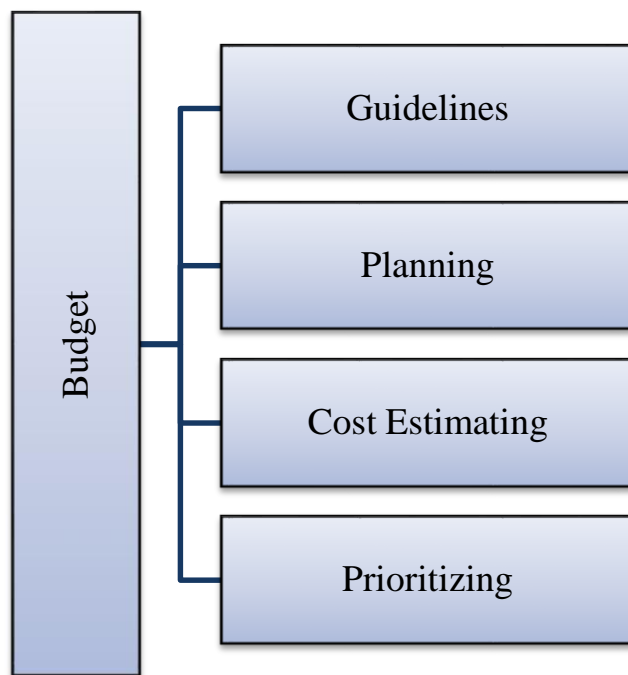 Budget
Guidelines
Planning
Cost Estimating
Prioritizing